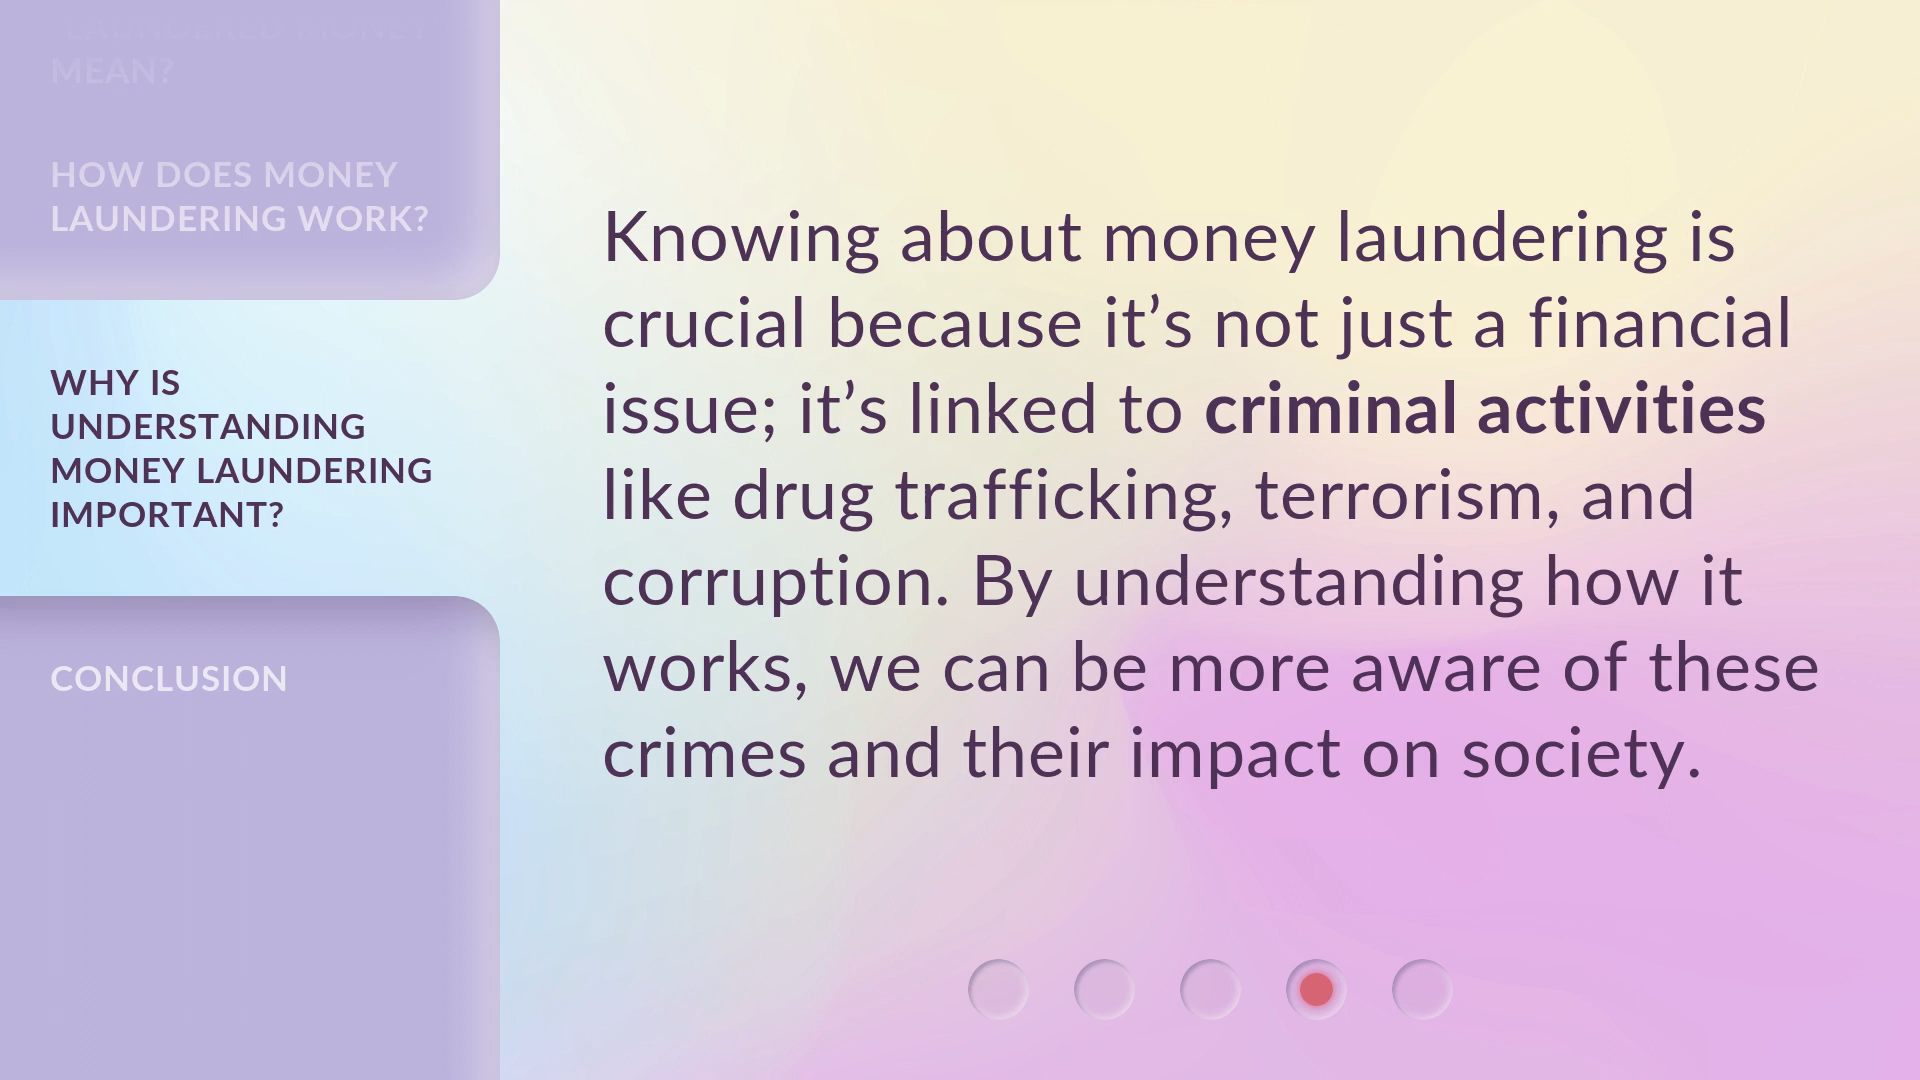 "LAUNDERED MONEY"
MEAN?
HOW DOES MONEY
LAUNDERING WORK?
WHY IS
UNDERSTANDING
MONEY LAUNDERING
IMPORTANT?
CONCLUSION
Knowing about money laundering is
crucial because it’s not just a financial
issue; it’s linked to criminal activities
like drug trafficking, terrorism, and
corruption. By understanding how it
works, we can be more aware of these
crimes and their impact on society.